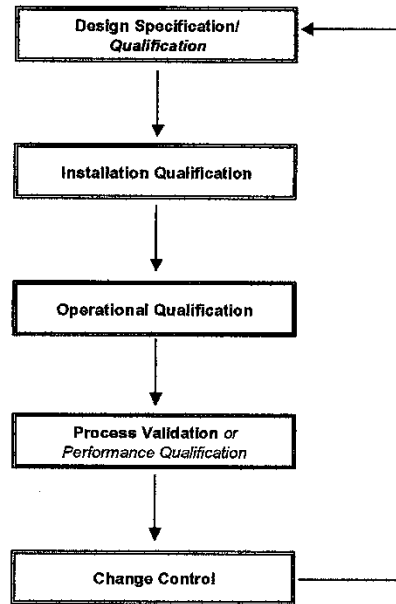 Design Specification/
Qualification
Installation Qualification
Operational Qualification
Process Validation or
Performance Qualification
Change Control